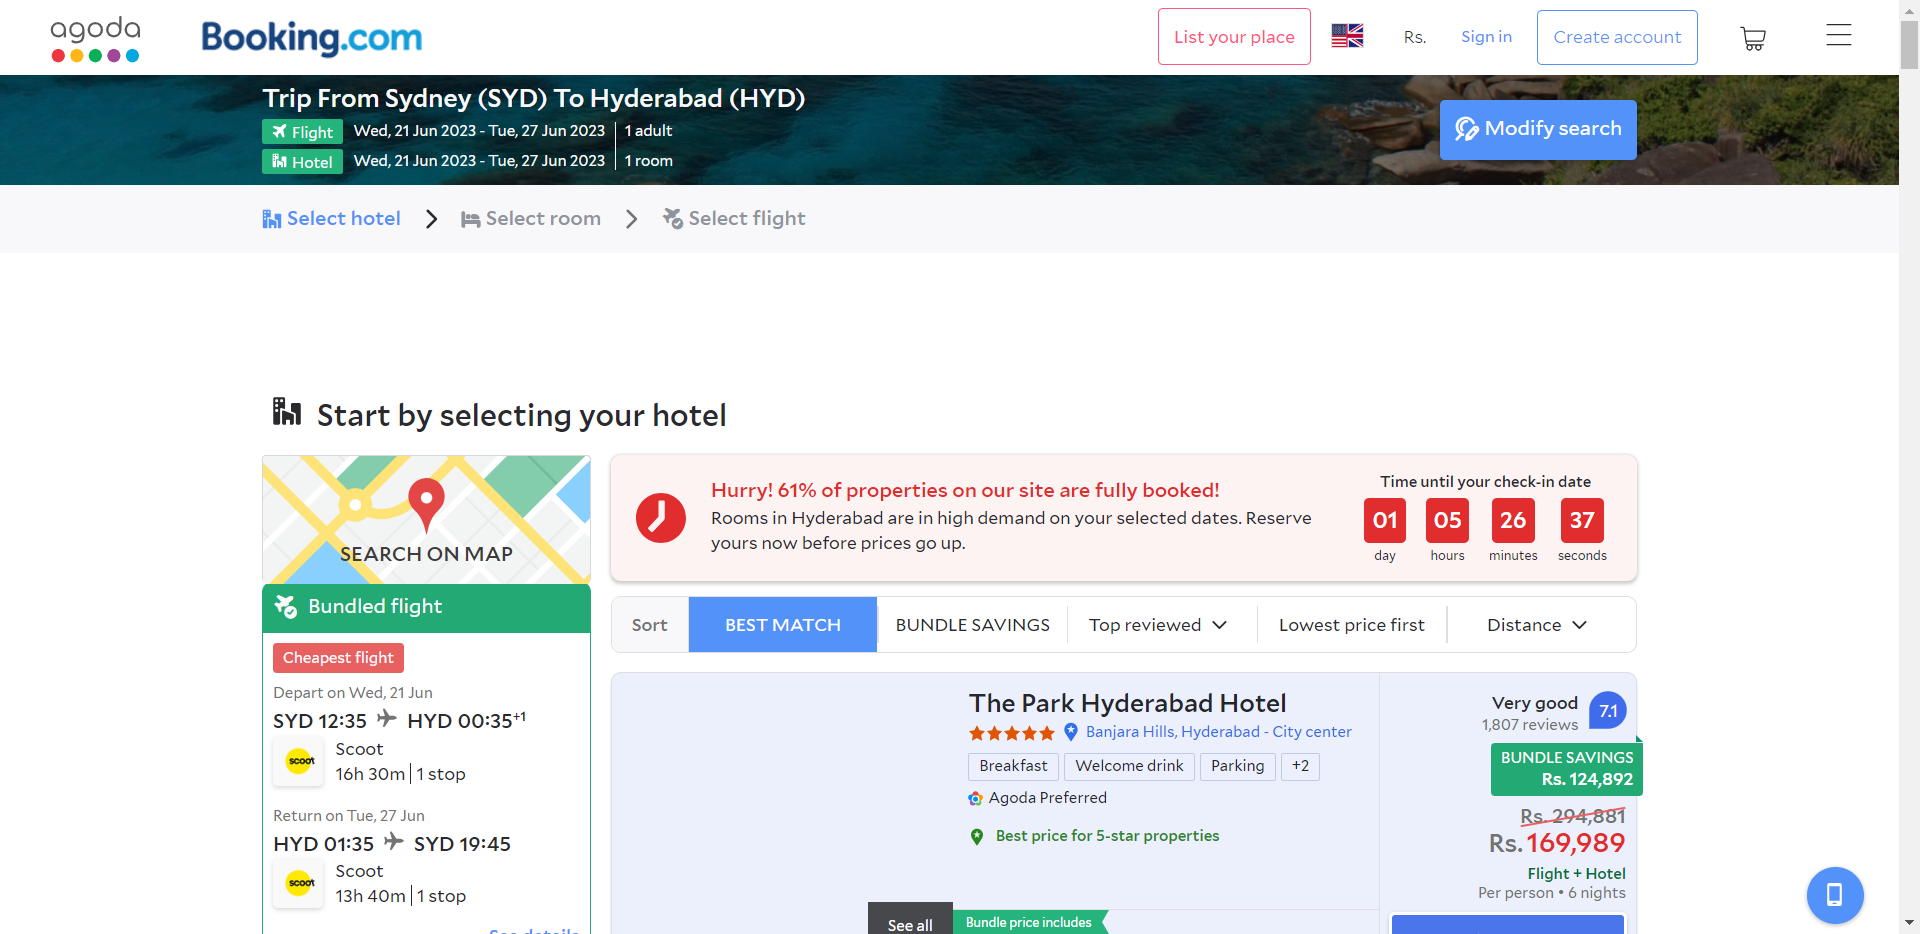 agoda
Booking.com
List your place
Rs.
Sign in
Create account
Trip From Sydney (SYD) To Hyderabad (HYD)
Flight Wed, 21 Jun 2023 - Tue, 27 Jun 2023 1 adult
Hotel Wed, 21 Jun 2023 - Tue, 27 Jun 2023 1 room
Modify search
Select hotel
Select room
Select flight
Start by selecting your hotel
SEARCH ON MAP
Bundled flight
Cheapest flight
Depart on Wed, 21 Jun
SYD 12:35 HYD 00:35+1
scoot
Scoot
16h 30m 1 stop
Return on Tue, 27 Jun
HYD 01:35 SYD 19:45
scoot
Scoot
13h 40m 1 stop
See details
Hurry! 61% of properties on our site are fully booked!
Rooms in Hyderabad are in high demand on your selected dates. Reserve
yours now before prices go up.
Time until your check-in date
01 05 26 37
day hours minutes seconds
Sort
BEST MATCH
BUNDLE SAVINGS
Top reviewed
Lowest price first
Distance
The Park Hyderabad Hotel
Banjara Hills, Hyderabad - City center
Breakfast Welcome drink Parking +2
Agoda Preferred
Best price for 5-star properties
See all
Bundle price includes
Very good
1,807 reviews
7.1
BUNDLE SAVINGS
Rs. 124,892
Rs. 294,881
Rs. 169,989
Flight + Hotel
Per person • 6 nights